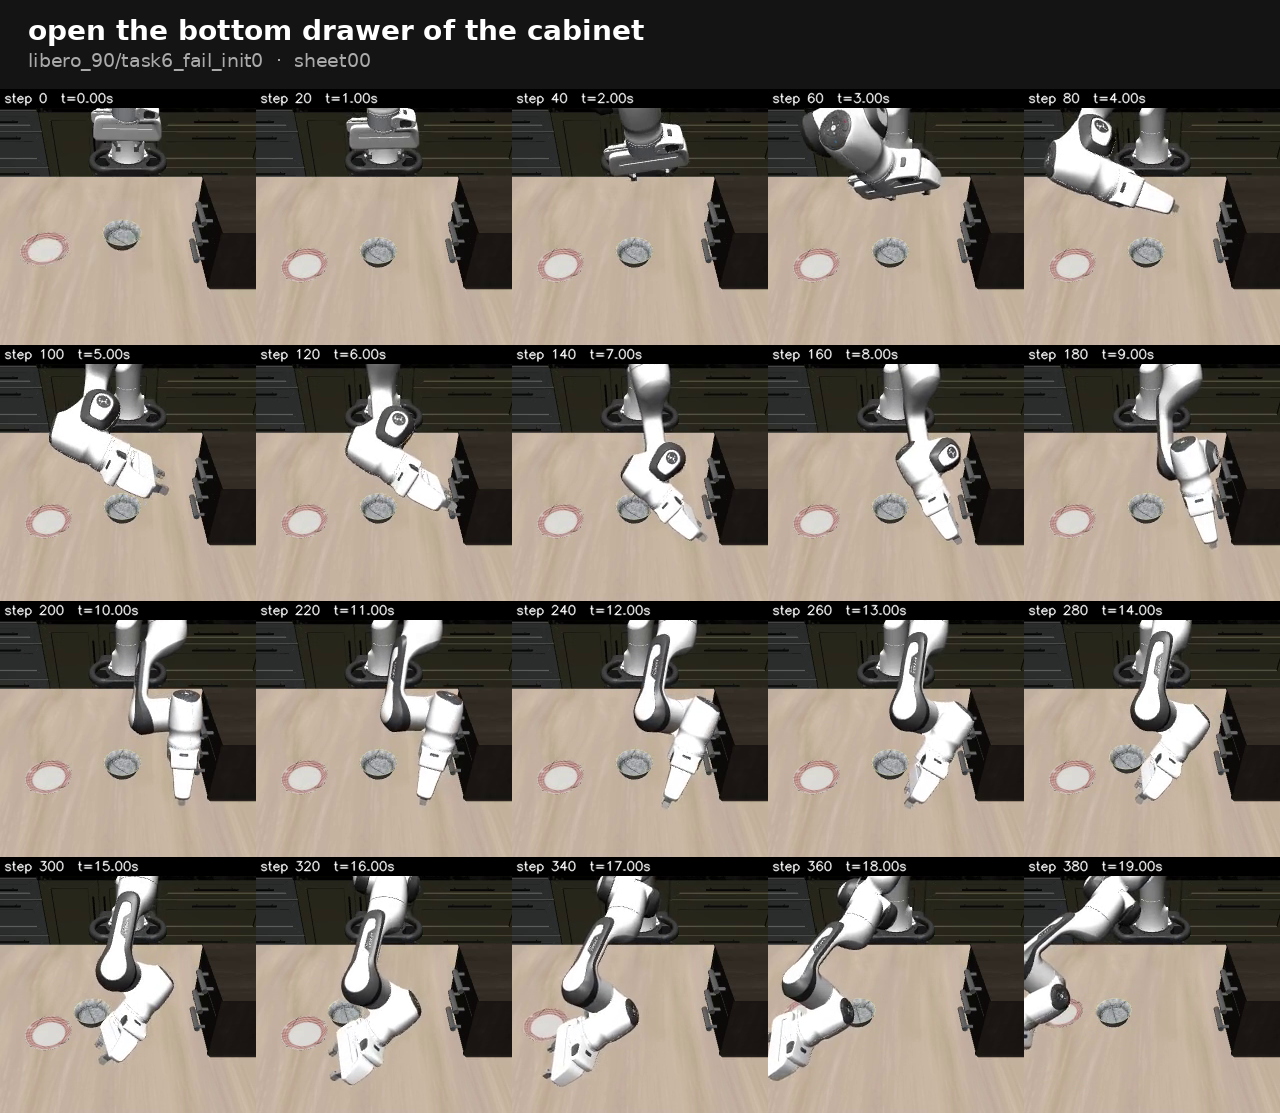 open the bottom drawer of the cabinet
libero_90/task6_fail_init0 · sheet00
step 0 t=0.00s
step 20 t=1.00s
step 40 t=2.00s
step 60 t=3.00s
step 80 t=4.00s
step 100 t=5.00s
step 120 t=6.00s
step 140 t=7.00s
step 160 t=8.00s
step 180 t=9.00s
step 200 t=10.00s
step 220 t=11.00s
step 240 t=12.00s
step 260 t=13.00s
step 280 t=14.00s
step 300 t=15.00s
step 320 t=16.00s
step 340 t=17.00s
step 360 t=18.00s
step 380 t=19.00s